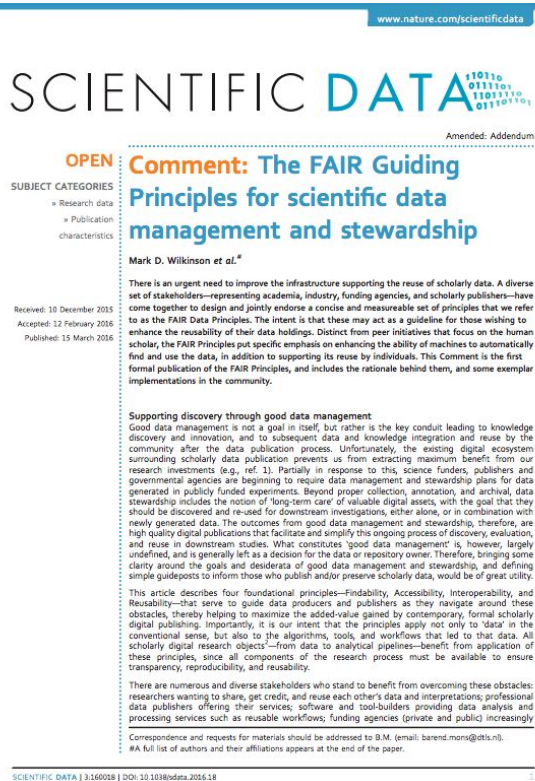 www.nature.com/scientificdata
SCIENTIFIC DATA
110110
0111101
11011110
011101101
Amended: Addendum
OPEN
SUBJECT CATEGORIES
» Research data
» Publication
characteristics
Received: 10 December 2015
Accepted: 12 February 2016
Published: 15 March 2016
Comment: The FAIR Guiding
Principles for scientific data
management and stewardship
Mark D. Wilkinson et al.#
There is an urgent need to improve the infrastructure supporting the reuse of scholarly data. A diverse
set of stakeholders—representing academia, industry, funding agencies, and scholarly publishers—have
come together to design and jointly endorse a concise and measureable set of principles that we refer
to as the FAIR Data Principles. The intent is that these may act as a guideline for those wishing to
enhance the reusability of their data holdings. Distinct from peer initiatives that focus on the human
scholar, the FAIR Principles put specific emphasis on enhancing the ability of machines to automatically
find and use the data, in addition to supporting its reuse by individuals. This Comment is the first
formal publication of the FAIR Principles, and includes the rationale behind them, and some exemplar
implementations in the community.
Supporting discovery through good data management
Good data management is not a goal in itself, but rather is the key conduit leading to knowledge
discovery and innovation, and to subsequent data and knowledge integration and reuse by the
community after the data publication process. Unfortunately, the existing digital ecosystem
surrounding scholarly data publication prevents us from extracting maximum benefit from our
research investments (e.g., ref. 1). Partially in response to this, science funders, publishers and
governmental agencies are beginning to require data management and stewardship plans for data
generated in publicly funded experiments. Beyond proper collection, annotation, and archival, data
stewardship includes the notion of 'long-term care' of valuable digital assets, with the goal that they
should be discovered and re-used for downstream investigations, either alone, or in combination with
newly generated data. The outcomes from good data management and stewardship, therefore, are
high quality digital publications that facilitate and simplify this ongoing process of discovery, evaluation,
and reuse in downstream studies. What constitutes 'good data management' is, however, largely
undefined, and is generally left as a decision for the data or repository owner. Therefore, bringing some
clarity around the goals and desiderata of good data management and stewardship, and defining
simple guideposts to inform those who publish and/or preserve scholarly data, would be of great utility.
This article describes four foundational principles—Findability, Accessibility, Interoperability, and
Reusability—that serve to guide data producers and publishers as they navigate around these
obstacles, thereby helping to maximize the added-value gained by contemporary, formal scholarly
digital publishing. Importantly, it is our intent that the principles apply not only to 'data' in the
conventional sense, but also to the algorithms, tools, and workflows that led to that data. All
scholarly digital research objects²—from data to analytical pipelines—benefit from application of
these principles, since all components of the research process must be available to ensure
transparency, reproducibility, and reusability.
There are numerous and diverse stakeholders who stand to benefit from overcoming these obstacles:
researchers wanting to share, get credit, and reuse each other's data and interpretations; professional
data publishers offering their services; software and tool-builders providing data analysis and
processing services such as reusable workflows; funding agencies (private and public) increasingly
Correspondence and requests for materials should be addressed to B.M. (email: barend.mons@dtls.nl).
#A full list of authors and their affiliations appears at the end of the paper.
SCIENTIFIC DATA | 3:160018 | DOI: 10.1038/sdata.2016.18
1